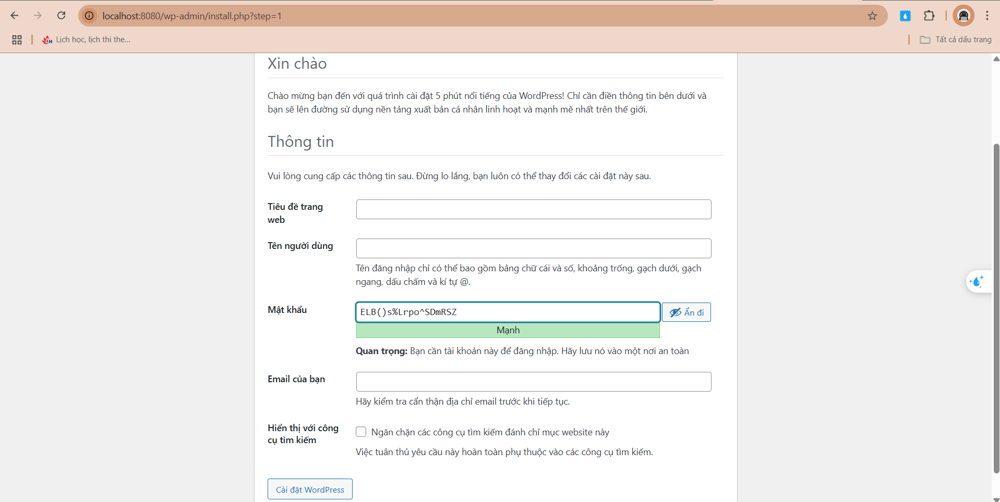 localhost:8080/wp-admin/install.php?step=1
Lịch học, lịch thi the...
Tất cả dấu trang
Xin chào
Chào mừng bạn đến với quá trình cài đặt 5 phút nổi tiếng của WordPress! Chỉ cần điền thông tin bên dưới và
bạn sẽ lên đường sử dụng nền tảng xuất bản cá nhân linh hoạt và mạnh mẽ nhất trên thế giới.
Thông tin
Vui lòng cung cấp các thông tin sau. Đừng lo lắng, bạn luôn có thể thay đổi các cài đặt này sau.
Tiêu đề trang
web
Tên người dùng
Tên đăng nhập chỉ có thể bao gồm bảng chữ cái và số, khoảng trống, gạch dưới, gạch
ngang, dấu chấm và kí tự @.
Mật khẩu
ELB()s%Lrpo^SDmRSZ
Ẩn đi
Mạnh
Quan trọng: Bạn cần tài khoản này để đăng nhập. Hãy lưu nó vào một nơi an toàn
Email của bạn
Hãy kiểm tra cẩn thận địa chỉ email trước khi tiếp tục.
Hiển thị với công
cụ tìm kiếm
Ngăn chặn các công cụ tìm kiếm đánh chỉ mục website này
Việc tuân thủ yêu cầu này hoàn toàn phụ thuộc vào các công cụ tìm kiếm.
Cài đặt WordPress